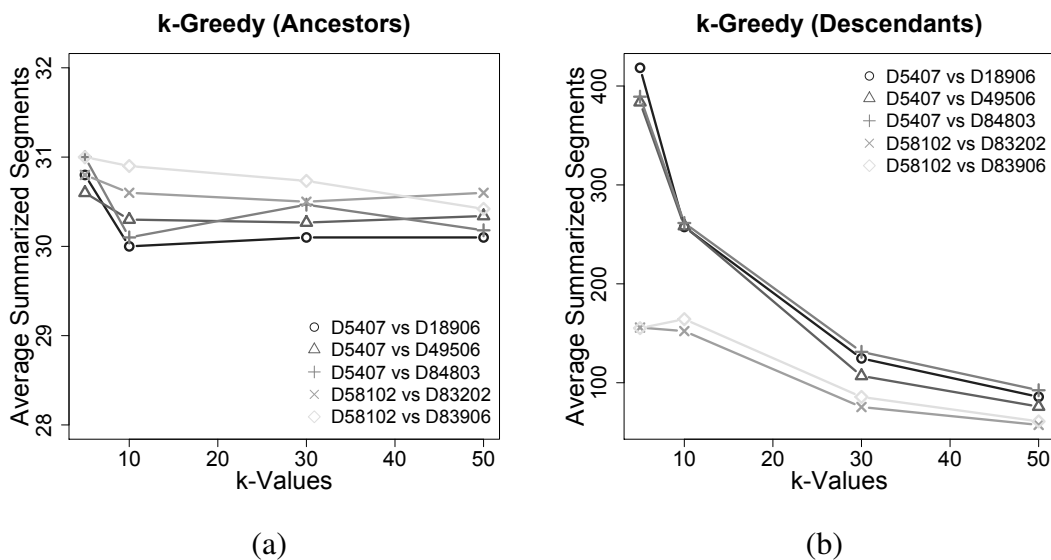 k-Greedy (Ancestors)
Average Summarized Segments
32
31
30
29
28
D5407 vs D18906
D5407 vs D49506
D5407 vs D84803
D58102 vs D83202
D58102 vs D83906
10 20 30 40 50
k-Values
(a)
k-Greedy (Descendants)
Average Summarized Segments
400
300
200
100
D5407 vs D18906
D5407 vs D49506
D5407 vs D84803
D58102 vs D83202
D58102 vs D83906
10 20 30 40 50
k-Values
(b)